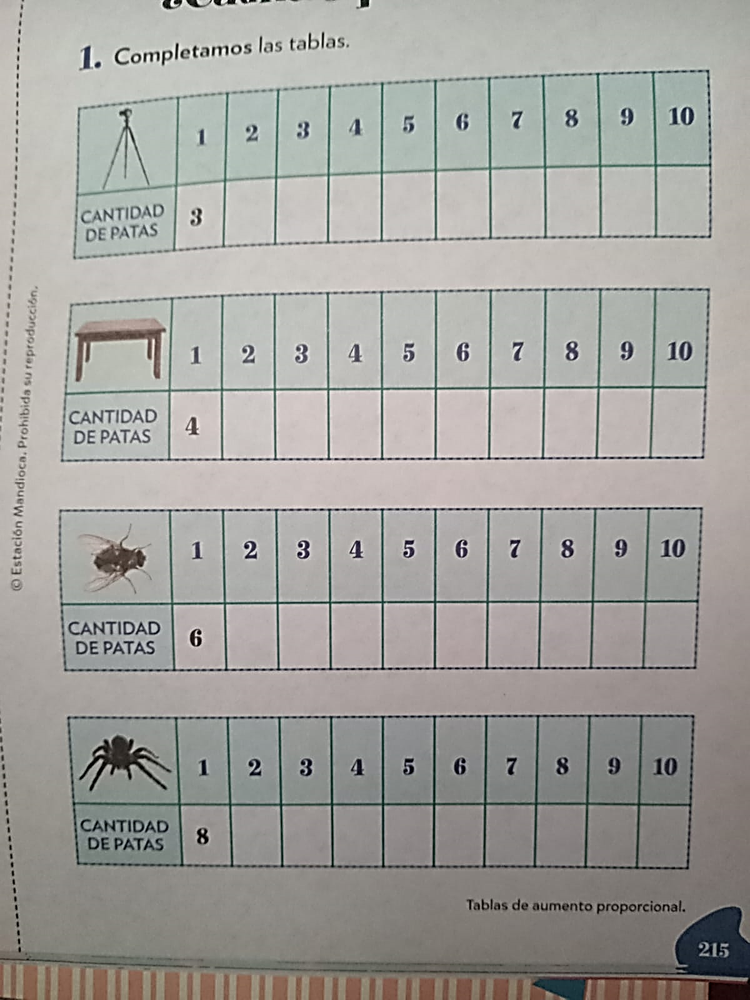 1. Completamos las tablas.
1 2 3 4 5 6 7 8 9 10
CANTIDAD
DE PATAS
3
1 2 3 4 5 6 7 8 9 10
CANTIDAD
DE PATAS
4
1 2 3 4 5 6 7 8 9 10
CANTIDAD
DE PATAS
6
1 2 3 4 5 6 7 8 9 10
CANTIDAD
DE PATAS
8
Tablas de aumento proporcional.
215
© Estación Mandioca. Prohibida su reproducción.